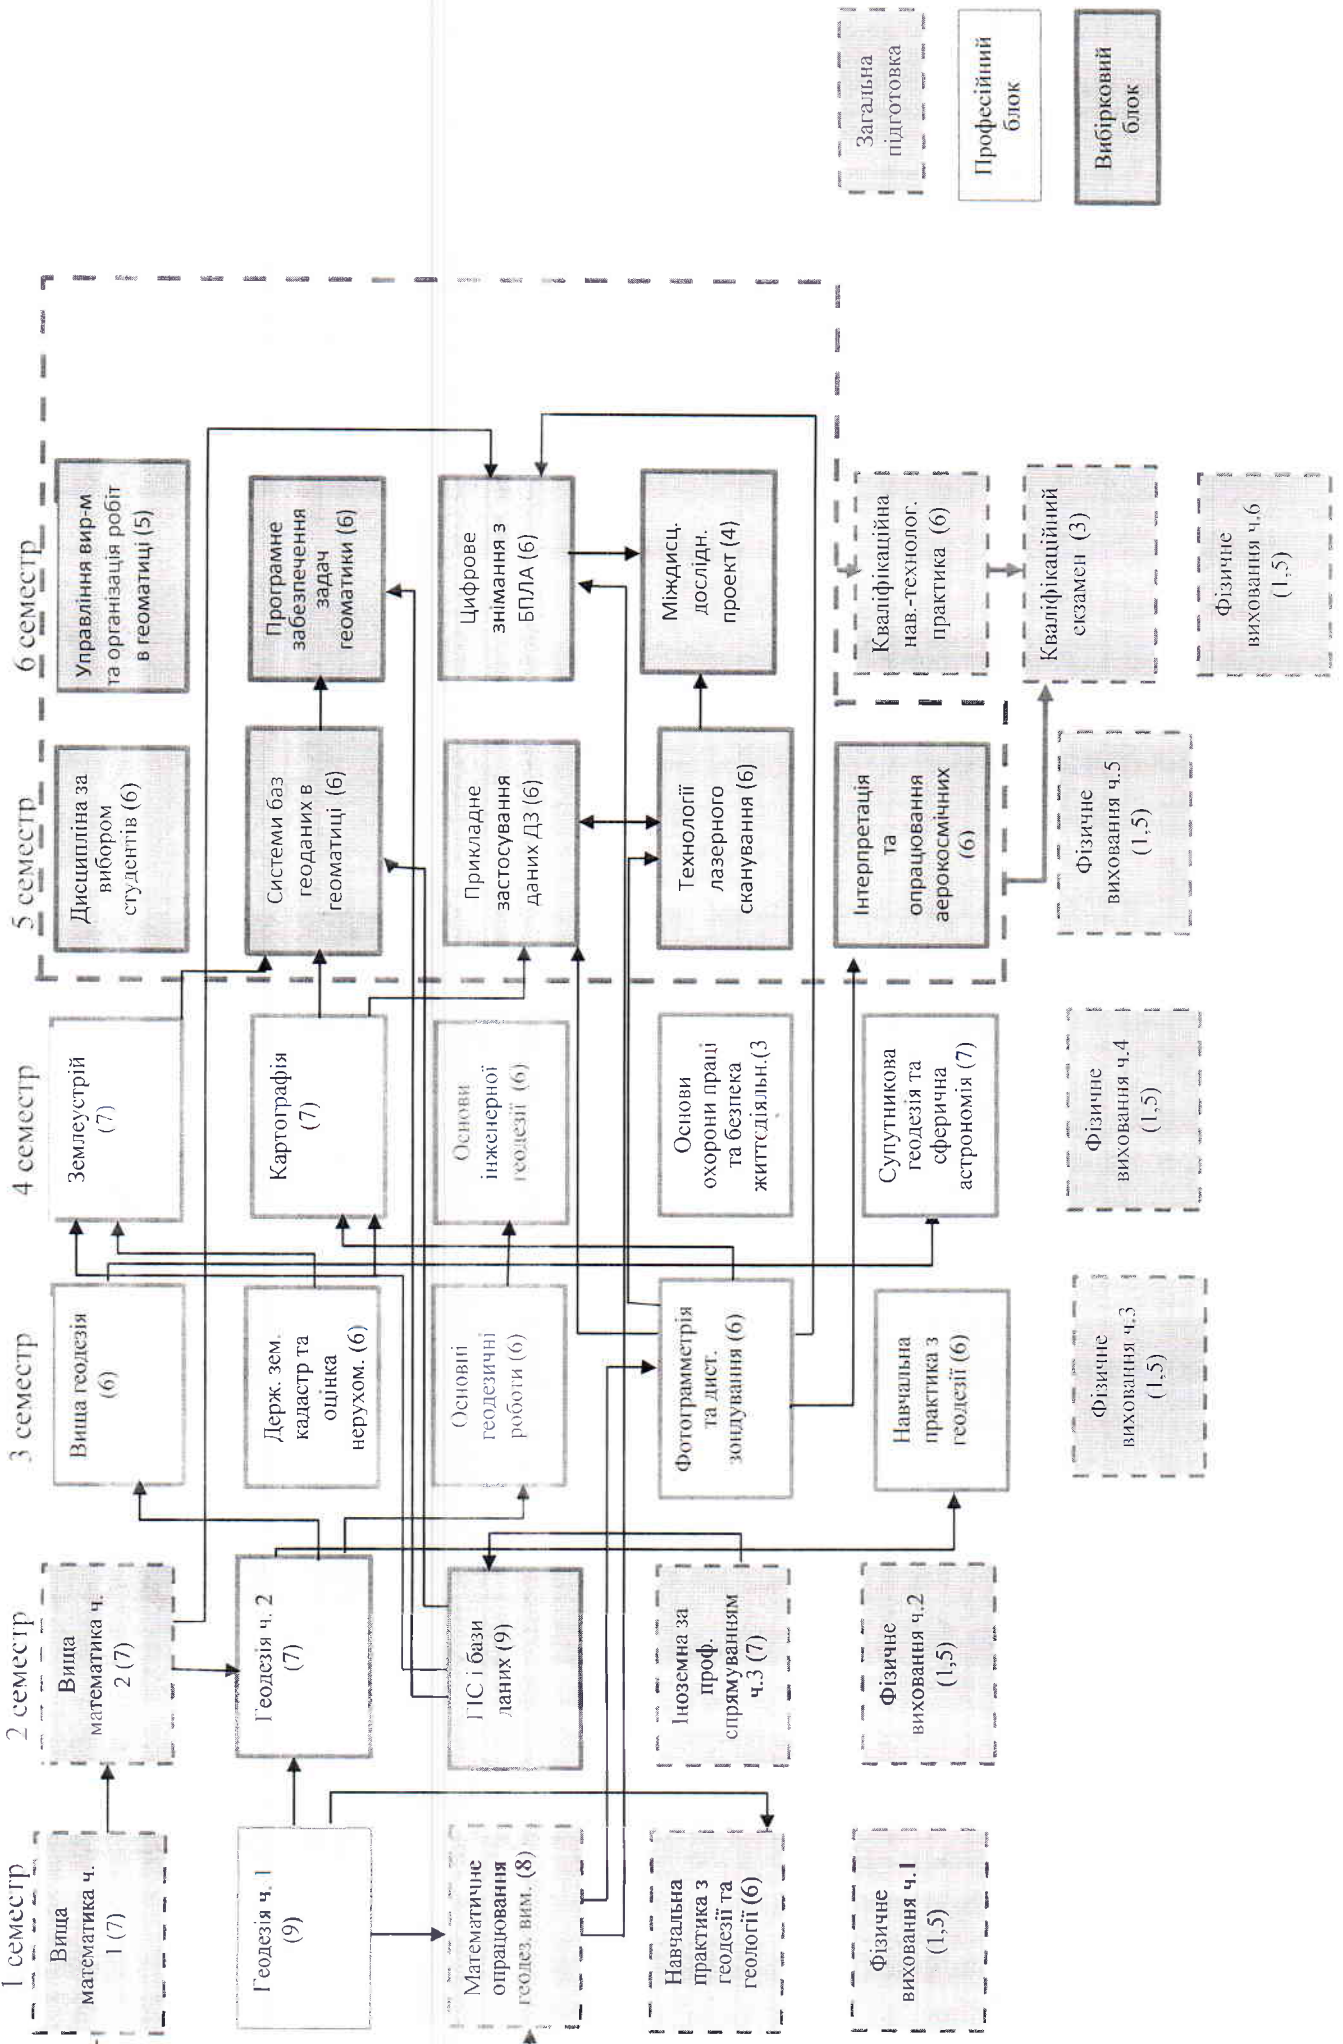 1 семестр
Вища
математика ч.
1 (7)
Геодезія ч. 1
(9)
Математичне
опрацювання
геодез. вим. (8)
Навчальна
практика з
геодезії та
геології (6)
Фізичне
виховання ч.1
(1,5)
2 семестр
Вища
математика ч.
2 (7)
Геодезія ч. 2
(7)
ГІС і бази
даних (9)
Іноземна за
проф.
спрямуванням
ч.3 (7)
Фізичне
виховання ч.2
(1,5)
3 семестр
Вища геодезія
(6)
Держ. зем.
кадастр та
оцінка
нерухом. (6)
Основні
геодезичні
роботи (6)
Фотограмметрія
та дист.
зондування (6)
Навчальна
практика з
геодезії (6)
Фізичне
виховання ч.3
(1,5)
4 семестр
Землеустрій
(7)
Картографія
(7)
Основи
інженерної
геодезії (6)
Основи
охорони праці
та безпека
життєдіяльн.(3
Супутникова
геодезія та
сферична
астрономія (7)
Фізичне
виховання ч.4
(1,5)
5 семестр
Дисципліна за
вибором
студентів (6)
Системи баз
геоданих в
геоматиці (6)
Прикладне
застосування
даних ДЗ (6)
Технології
лазерного
сканування (6)
Інтерпретація
та
опрацювання
аерокосмічних
(6)
Фізичне
виховання ч.5
(1,5)
6 семестр
Управління вир-м
та організація робіт
в геоматиці (5)
Програмне
забезпечення
задач
геоматики (6)
Цифрове
знімання з
БПЛА (6)
Міждисц.
дослідн.
проект (4)
Кваліфікаційна
нав.-технолог.
практика (6)
Кваліфікаційний
екзамен (3)
Фізичне
виховання ч.6
(1,5)
Загальна
підготовка
Професійний
блок
Вибірковий
блок